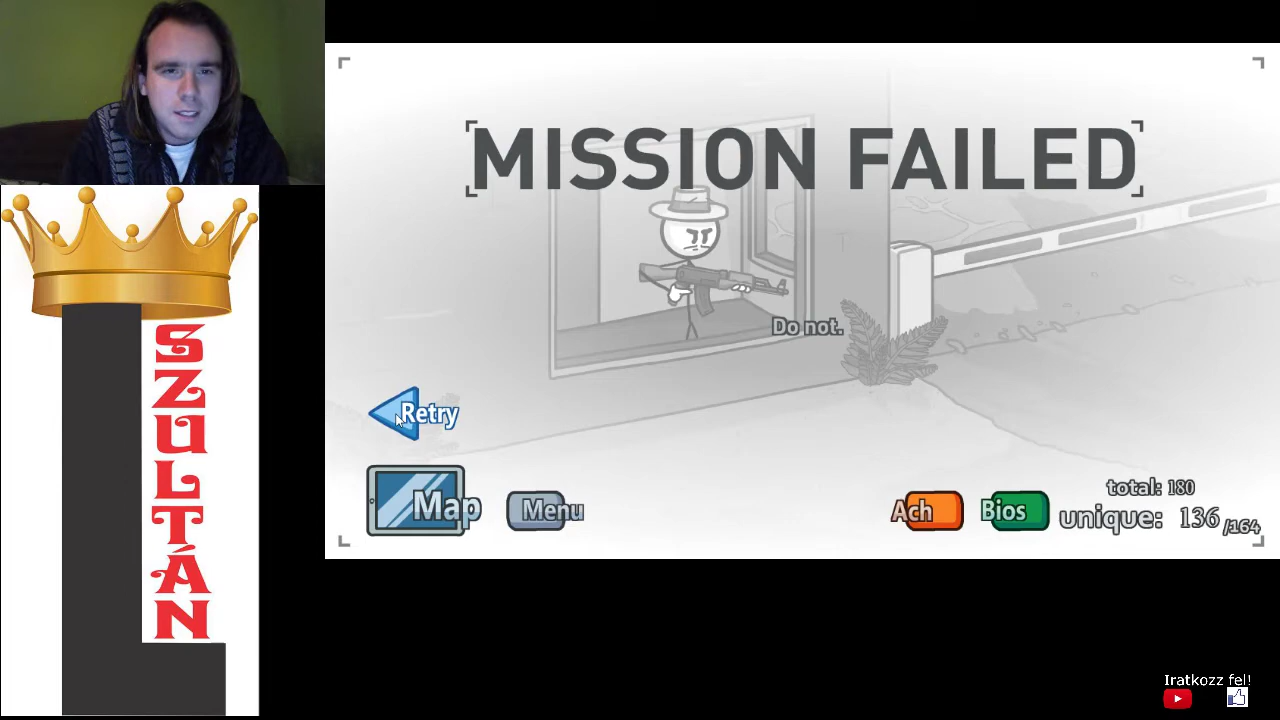 MISSION FAILED
Do not.
Retry
Map
Menu
Ach
Bios
total: 180
unique: 136 /164
L
SZULTÁN
Iratkozz fel!